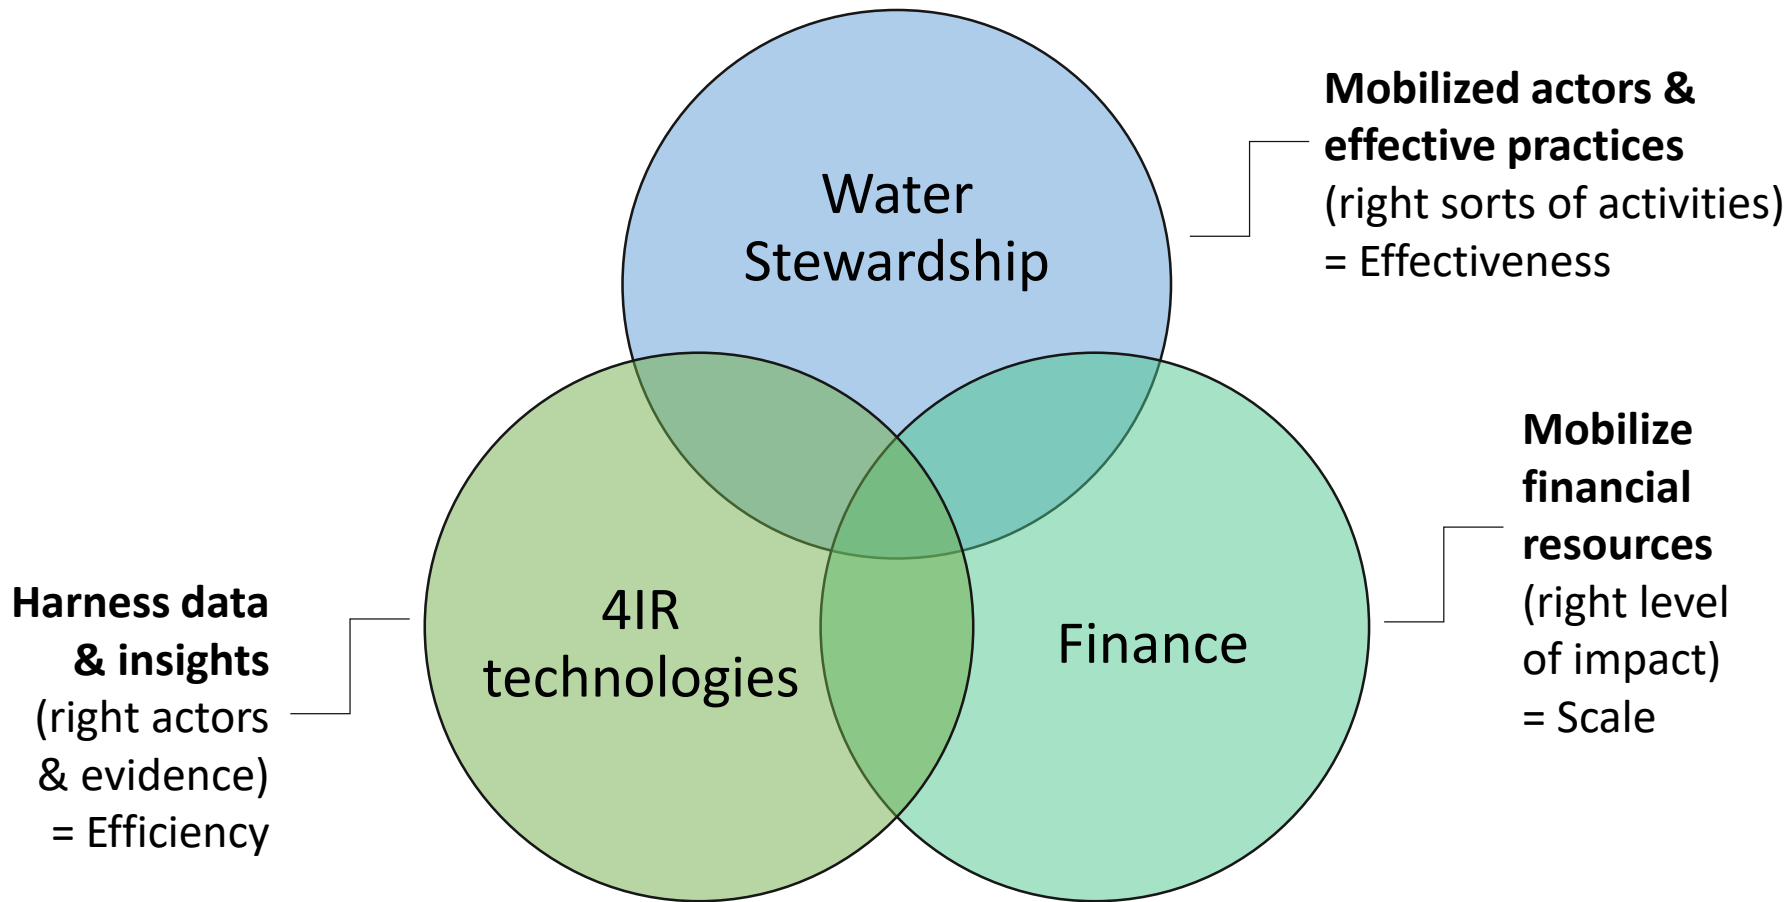 Water
Stewardship
Mobilized actors &
effective practices
(right sorts of activities)
= Effectiveness
4IR
technologies
Finance
Harness data
& insights
(right actors
& evidence)
= Efficiency
Mobilize
financial
resources
(right level
of impact)
= Scale